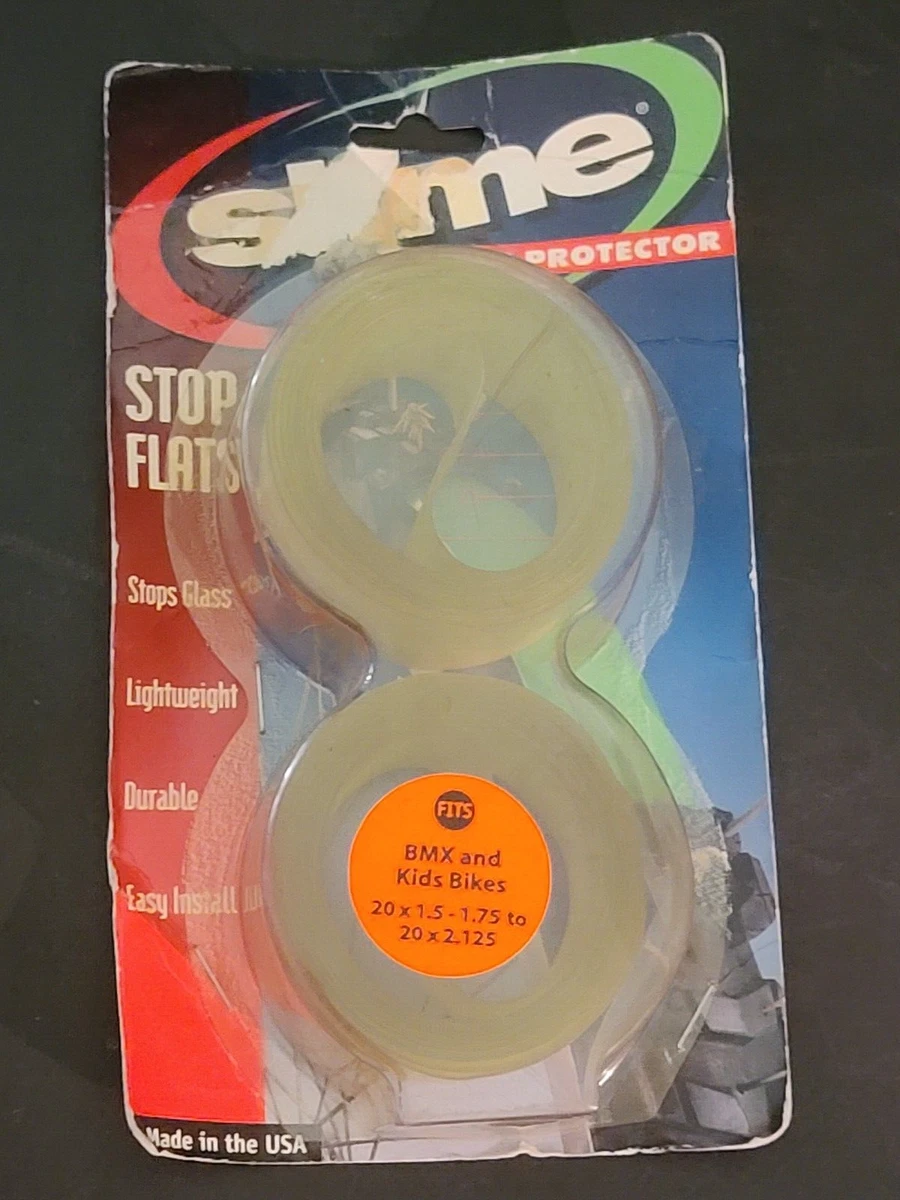 slime®
PROTECTOR
STOP
FLATS
Stops Glass
Lightweight
Durable
Easy Install
FITS
BMX and
Kids Bikes
20 x 1.5 - 1.75 to
20 x 2.125
Made in the USA